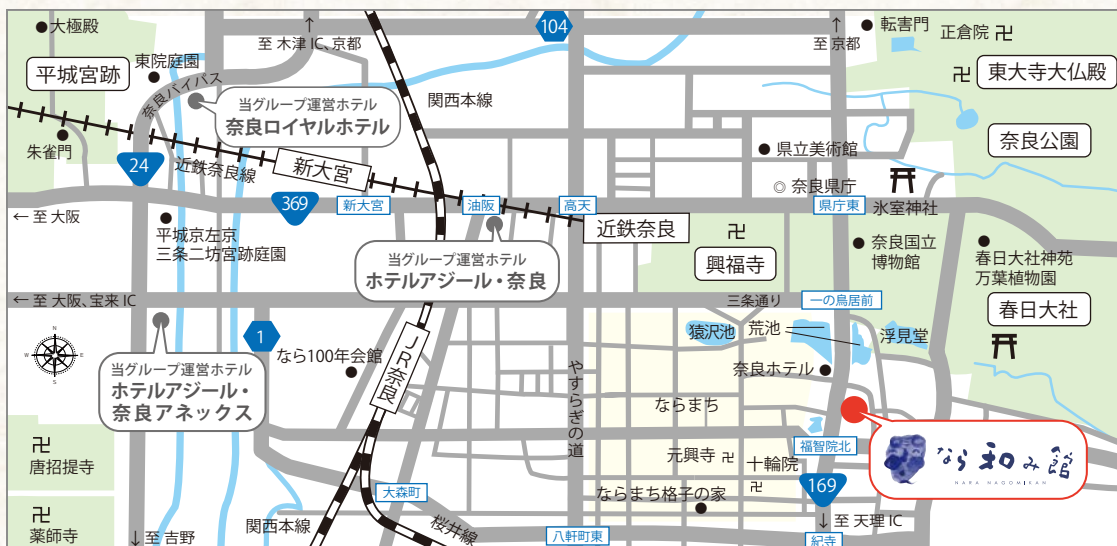 大極殿
平城宮跡
東院庭園
奈良バイパス
至 木津 IC、京都
当グループ運営ホテル
奈良ロイヤルホテル
関西本線
104
至 京都
転害門
正倉院
東大寺大仏殿
奈良公園
朱雀門
24
近鉄奈良線
新大宮
県立美術館
奈良県庁
369
新大宮
油阪
高天
県庁東
氷室神社
← 至 大阪
平城京左京
三条二坊宮跡庭園
近鉄奈良
興福寺
奈良国立
博物館
春日大社神苑
万葉植物園
当グループ運営ホテル
ホテルアジール・奈良
← 至 大阪、宝来 IC
三条通り
一の鳥居前
春日大社
N
W
E
S
1
なら100年会館
JR奈良
猿沢池
荒池
浮見堂
当グループ運営ホテル
ホテルアジール・
奈良アネックス
やすらぎの道
奈良ホテル
ならまち
唐招提寺
福智院北
なら和み館
NARA NAGOMIKAN
元興寺
十輪院
大森町
ならまち格子の家
169
薬師寺
↓至 吉野
関西本線
桜井線
八軒町東
↓ 至 天理 IC
紀寺